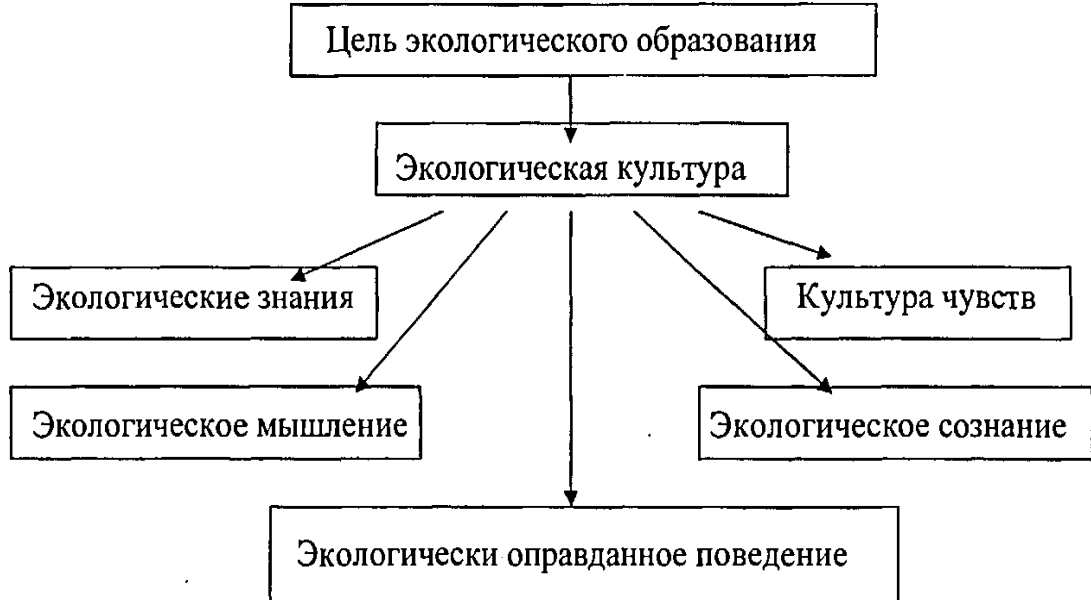 Цель экологического образования
Экологическая культура
Экологические знания
Культура чувств
Экологическое мышление
Экологическое сознание
Экологически оправданное поведение